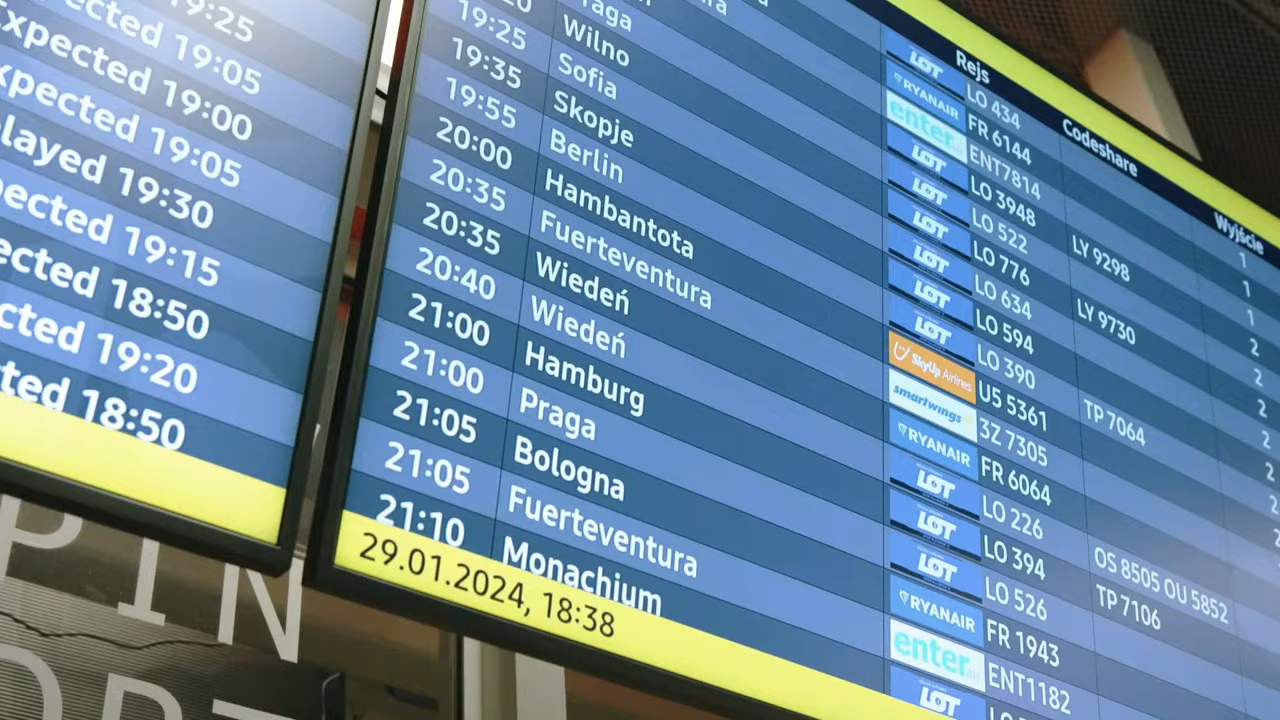 19:25
Expected 19:05
Expected 19:00
Expected 19:05
Delayed 19:30
Expected 19:15
Expected 18:50
Expected 19:20
Expected 18:50
Rejs Codeshare Wyjście
LOT LO 434 1
RYANAIR FR 6144 1
enter air ENT7814 1
LOT LO 3948 LY 9298 2
Praga LOT LO 522 2
Wilno LOT LO 776 LY 9730 2
19:25 Sofia LOT LO 634 2
19:35 Skopje LOT LO 594 2
19:55 Berlin LOT LO 390 TP 7064 2
20:00 Hambantota SkyUp Airlines U5 5361
20:35 Fuerteventura smartwings 3Z 7305
20:35 Wiedeń RYANAIR FR 6064
20:40 Wiedeń LOT LO 226 OS 8505 OU 5852
21:00 Hamburg LOT LO 394 TP 7106
21:00 Praga LOT LO 526
21:05 Bologna RYANAIR FR 1943
21:05 Fuerteventura enter air ENT1182
21:10 Monachium LOT
29.01.2024, 18:38